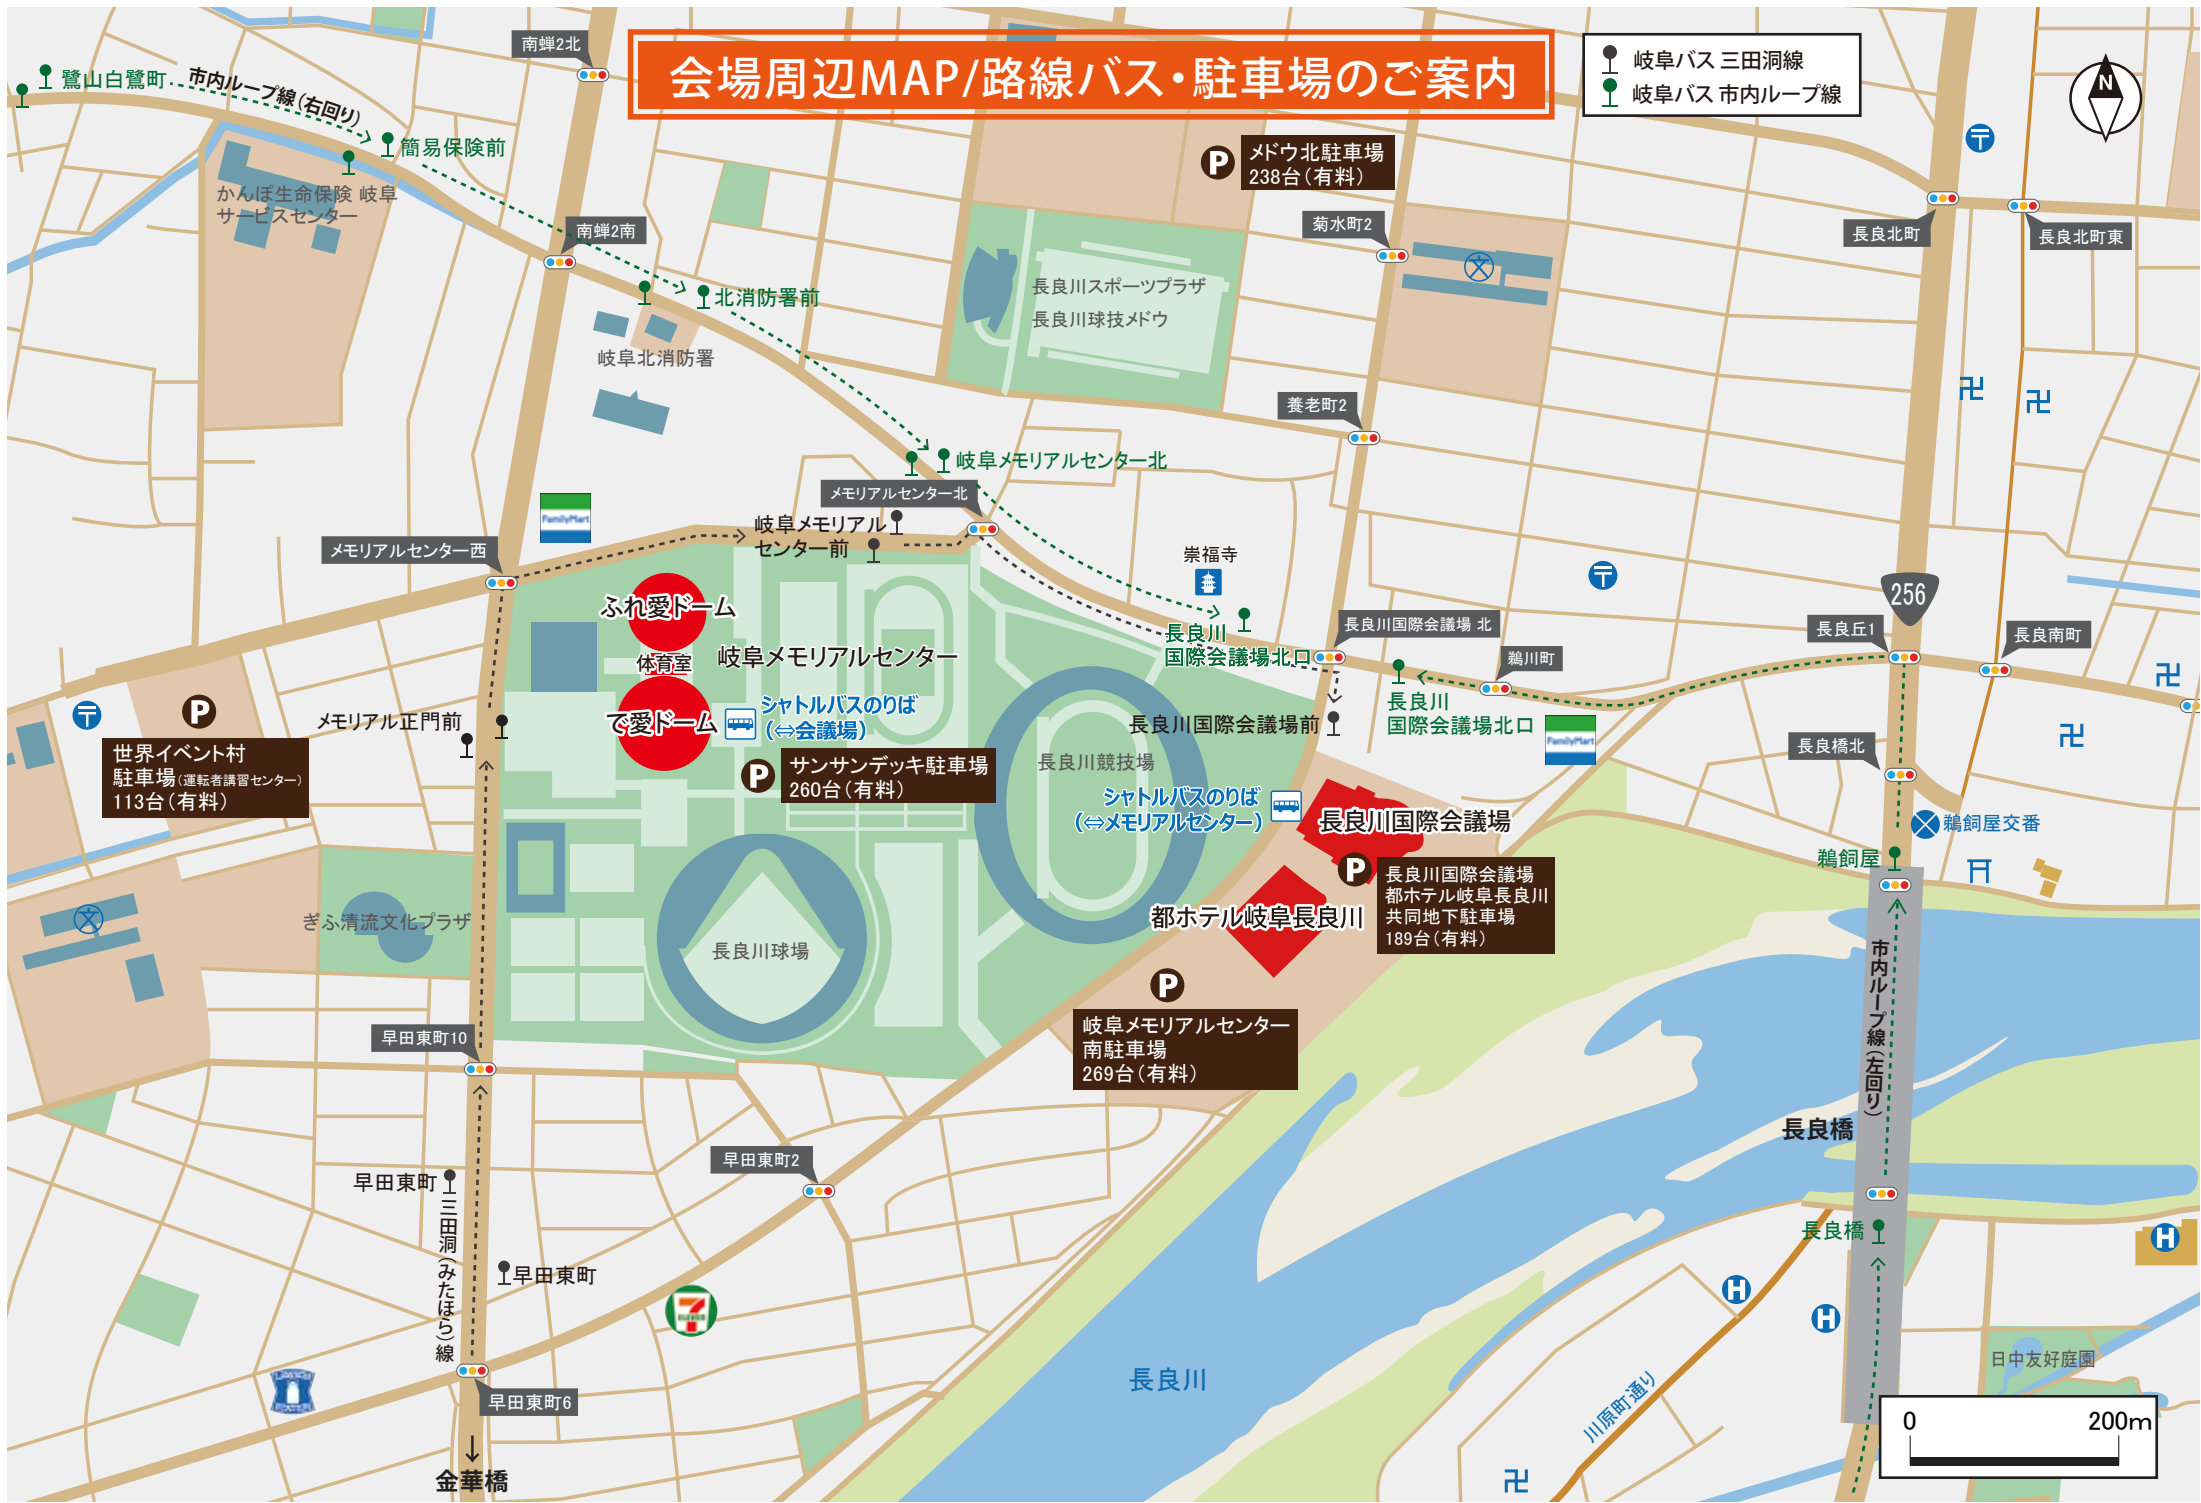 会場周辺MAP/路線バス・駐車場のご案内
岐阜バス 三田洞線
岐阜バス 市内ループ線
N
南蝉2北
鷺山白鷺町
市内ループ線(右回り)
簡易保険前
かんぽ生命保険 岐阜
サービスセンター
南蝉2南
北消防署前
岐阜北消防署
P
メドウ北駐車場
238台(有料)
菊水町2
文
長良川スポーツプラザ
長良川球技メドウ
長良北町
長良北町東
養老町2
岐阜メモリアルセンター北
メモリアルセンター北
FamilyMart
岐阜メモリアル
センター前
メモリアルセンター西
崇福寺
ふれ愛ドーム
体育室
岐阜メモリアルセンター
で愛ドーム
シャトルバスのりば
(⇔会議場)
長良川
国際会議場北口
長良川国際会議場 北
鵜川町
256
長良丘1
長良南町
長良川
国際会議場北口
長良川国際会議場前
FamilyMart
長良橋北
メモリアル正門前
P
世界イベント村
駐車場(運転者講習センター)
113台(有料)
P
サンサンデッキ駐車場
260台(有料)
長良川競技場
シャトルバスのりば
(⇔メモリアルセンター)
長良川国際会議場
鵜飼屋交番
鵜飼屋
P
長良川国際会議場
都ホテル岐阜長良川
共同地下駐車場
189台(有料)
都ホテル岐阜長良川
文
ぎふ清流文化プラザ
長良川球場
P
岐阜メモリアルセンター
南駐車場
269台(有料)
市内ループ線(左回り)
長良橋
早田東町10
早田東町2
早田東町
三田洞(みたほら)線
早田東町
長良橋
H
H
H
7
ELEVEN
早田東町6
金華橋
長良川
川原町通り
日中友好庭園
0
200m